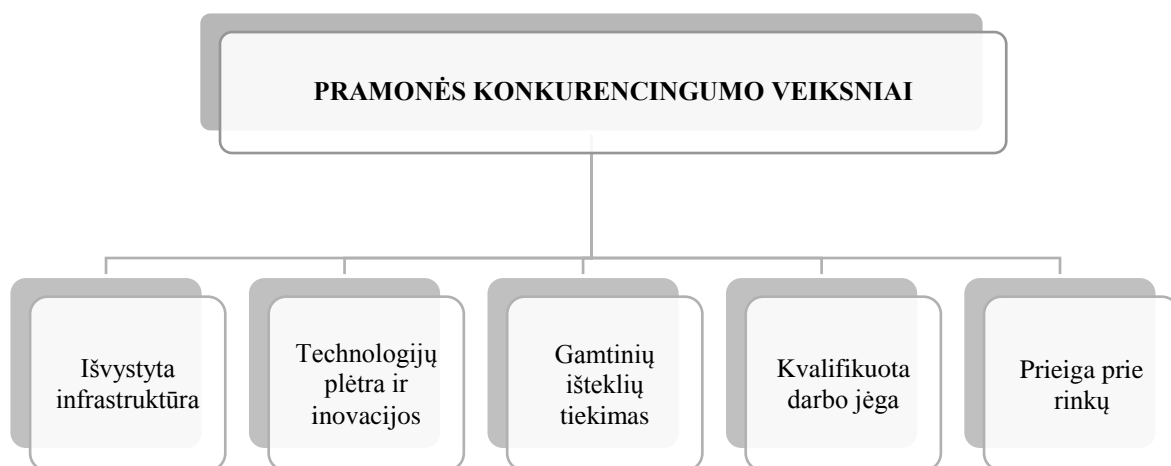 PRAMONĖS KONKURENCINGUMO VEIKSNIAI
Išvystyta
infrastruktūra
Technologijų
plėtra ir
inovacijos
Gamtinių
išteklių
tiekimas
Kvalifikuota
darbo jėga
Prieiga prie
rinkų